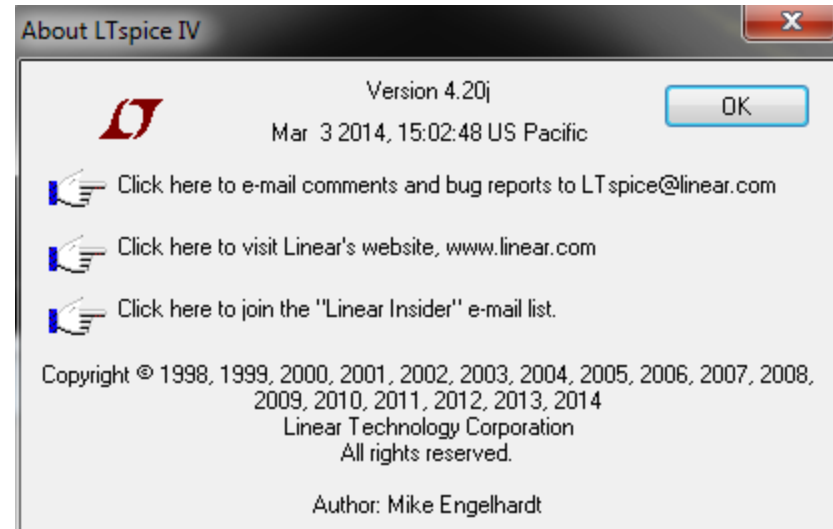 About LTspice IV
Version 4.20j
OK
Mar  3 2014, 15:02:48 US Pacific
Click here to e-mail comments and bug reports to LTspice@linear.com
Click here to visit Linear's website, www.linear.com
Click here to join the "Linear Insider" e-mail list.
Copyright © 1998, 1999, 2000, 2001, 2002, 2003, 2004, 2005, 2006, 2007, 2008,
2009, 2010, 2011, 2012, 2013, 2014
Linear Technology Corporation
All rights reserved.
Author: Mike Engelhardt